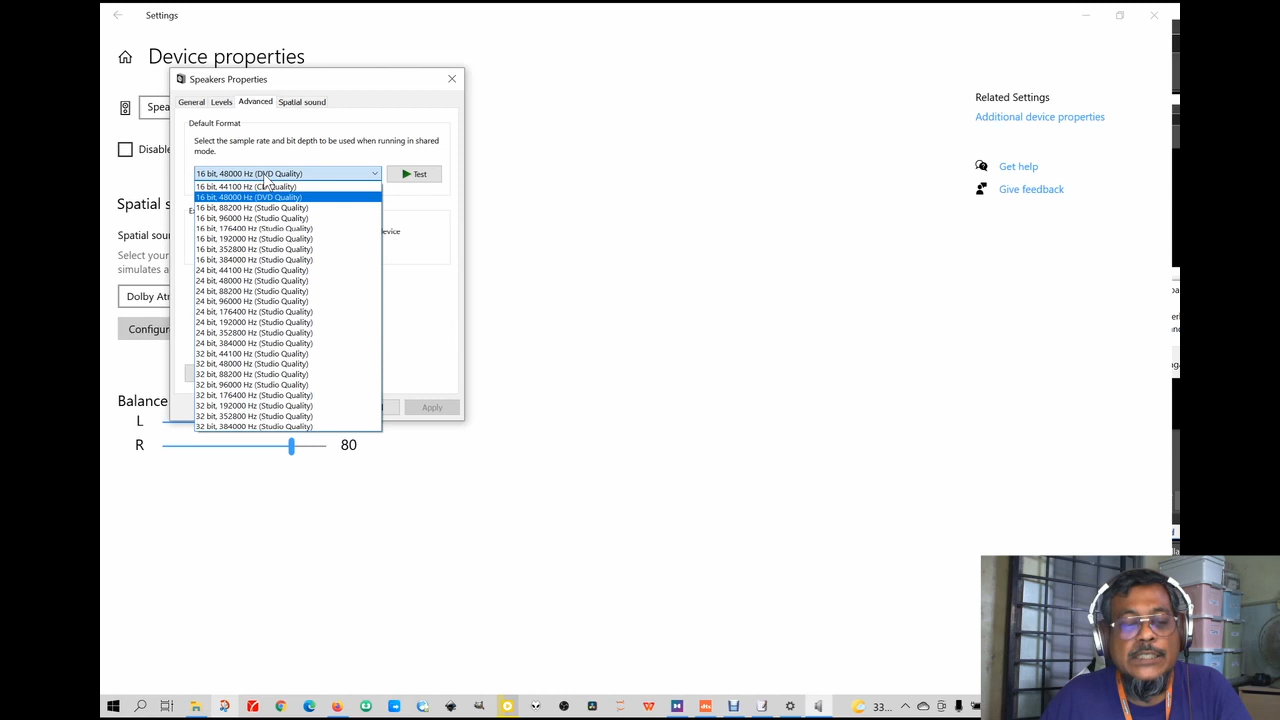 Settings
Device properties
Speakers Properties
General Levels Advanced Spatial sound
Spea
Default Format
Disable
Select the sample rate and bit depth to be used when running in shared
mode.
16 bit, 48000 Hz (DVD Quality)
Test
16 bit, 44100 Hz (CD Quality)
16 bit, 48000 Hz (DVD Quality)
16 bit, 88200 Hz (Studio Quality)
16 bit, 96000 Hz (Studio Quality)
16 bit, 176400 Hz (Studio Quality)
16 bit, 192000 Hz (Studio Quality)
16 bit, 352800 Hz (Studio Quality)
16 bit, 384000 Hz (Studio Quality)
24 bit, 44100 Hz (Studio Quality)
24 bit, 48000 Hz (Studio Quality)
24 bit, 88200 Hz (Studio Quality)
24 bit, 96000 Hz (Studio Quality)
24 bit, 176400 Hz (Studio Quality)
24 bit, 192000 Hz (Studio Quality)
24 bit, 352800 Hz (Studio Quality)
24 bit, 384000 Hz (Studio Quality)
32 bit, 44100 Hz (Studio Quality)
32 bit, 48000 Hz (Studio Quality)
32 bit, 88200 Hz (Studio Quality)
32 bit, 96000 Hz (Studio Quality)
32 bit, 176400 Hz (Studio Quality)
32 bit, 192000 Hz (Studio Quality)
32 bit, 352800 Hz (Studio Quality)
32 bit, 384000 Hz (Studio Quality)
device
Apply
Spatial s
Spatial sou
Select your
simulates a
Dolby Atm
Configur
Balance
L
R 80
Related Settings
Additional device properties
Get help
Give feedback
33...